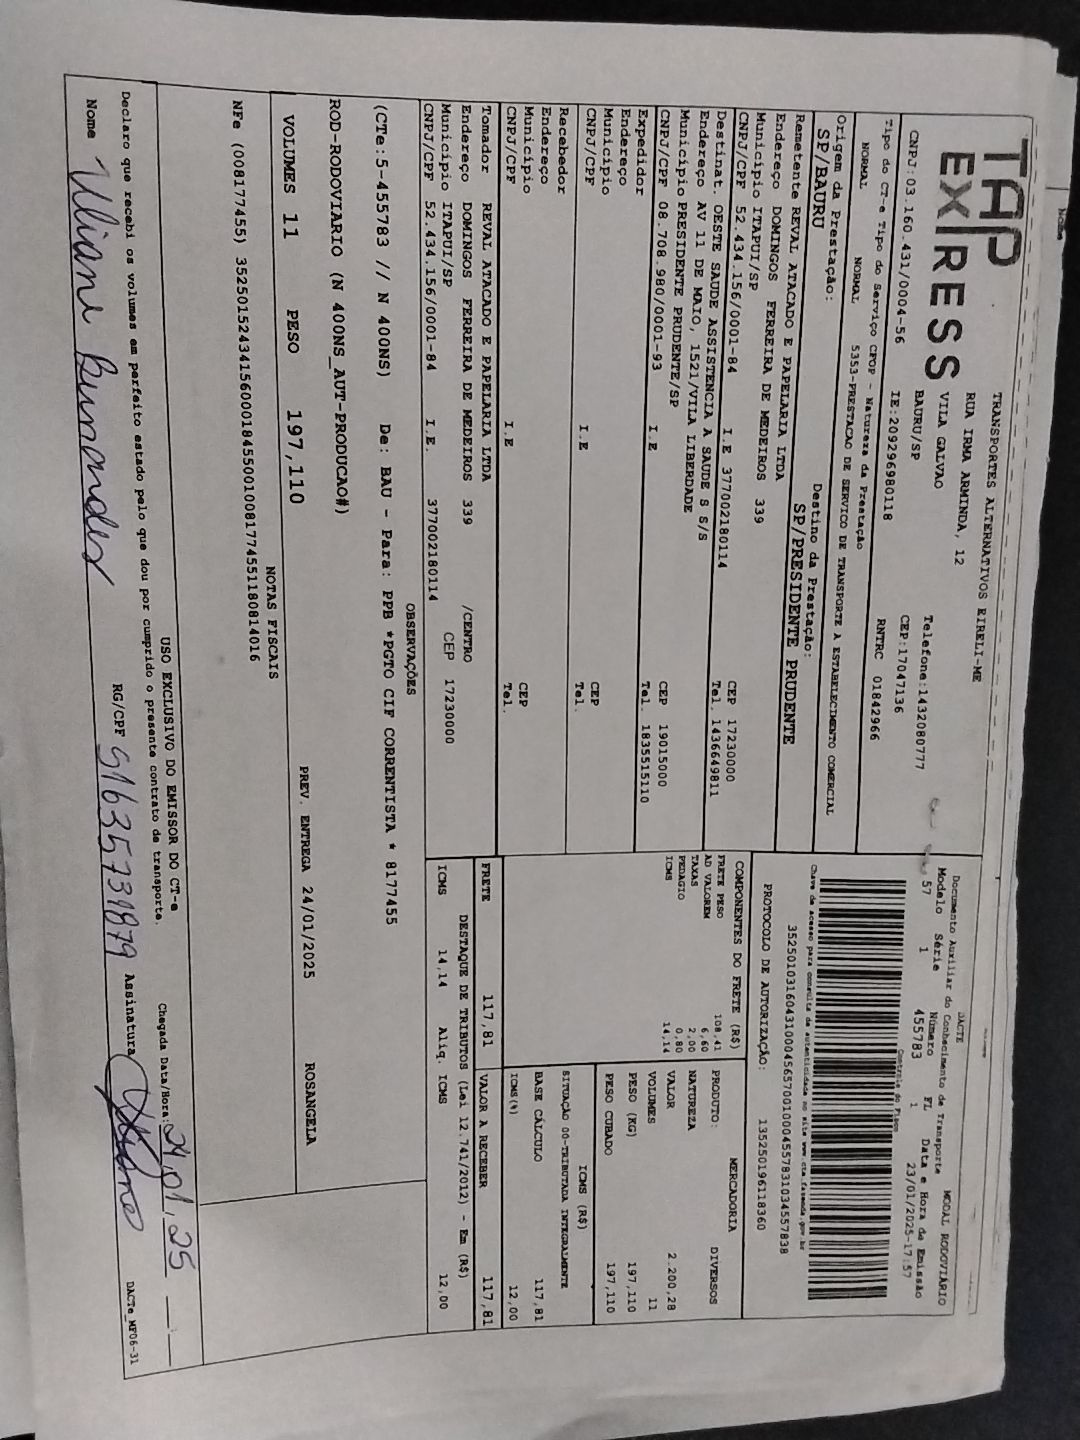 TAP
EXPRESS
TRANSPORTES ALTERNATIVOS EIRELI-ME
RUA IRMA ARMINDA, 12
VILA GALVAO
BAURU/SP
Telefone:1432080777
CEP:17047136
CNPJ:03.160.431/0004-56
IE:209296980118
RNTRC 01842966
Tipo do CT-e Tipo do Serviço CFOP - Natureza da Prestação
NORMAL NORMAL 5353-PRESTACAO DE SERVICO DE TRANSPORTE A ESTABELECIMENTO COMERCIAL
Origem da Prestação: Destino da Prestação:
SP/BAURU SP/PRESIDENTE PRUDENTE
Remetente REVAL ATACADO E PAPELARIA LTDA
Endereço DOMINGOS FERREIRA DE MEDEIROS 339
Município ITAPUI/SP CEP 17230000
CNPJ/CPF 52.434.156/0001-84 I.E 377002180114 Tel. 1436649811
Destinat. OESTE SAUDE ASSISTENCIA A SAUDE S S/S
Endereço AV 11 DE MAIO, 1521/VILA LIBERDADE
Município PRESIDENTE PRUDENTE/SP CEP 19015000
CNPJ/CPF 08.708.980/0001-93 I.E Tel. 1835515110
Expedidor
Endereço
Município CEP
CNPJ/CPF I.E Tel.
Recebedor
Endereço
Município CEP
CNPJ/CPF I.E Tel.
Tomador REVAL ATACADO E PAPELARIA LTDA
Endereço DOMINGOS FERREIRA DE MEDEIROS 339 /CENTRO
Município ITAPUI/SP CEP 17230000
CNPJ/CPF 52.434.156/0001-84 I.E. 377002180114
DACTE
Documento Auxiliar do Conhecimento de Transporte MODAL RODOVIÁRIO
Modelo Série Número FL Data e Hora de Emissão
57 1 455783 1 23/01/2025-17:57
Controle do Fisco
Chave de acesso para consulta de autenticidade no site www.cte.fazenda.gov.br
35250103160431000456570010004557831034557838
PROTOCOLO DE AUTORIZAÇÃO: 135250196118360
COMPONENTES DO FRETE (R$)
FRETE PESO 108,41
AD VALOREM 6,60
TAXAS 2,00
PEDAGIO 0,80
ICMS 14,14
MERCADORIA
PRODUTO: DIVERSOS
NATUREZA
VALOR 2.200,28
VOLUMES 11
PESO (KG) 197,110
PESO CUBADO 197,110
ICMS (R$)
SITUAÇÃO 00-TRIBUTADA INTEGRALMENTE
BASE CÁLCULO 117,81
ICMS(%) 12,00
FRETE 117,81 VALOR A RECEBER 117,81
DESTAQUE DE TRIBUTOS (Lei 12.741/2012) - Em (R$)
ICMS 14,14 Aliq. ICMS 12,00
OBSERVAÇÕES
(CTe:5-455783 // N 400NS) De: BAU - Para: PPB *PGTO CIF CORRENTISTA * 8177455
ROD-RODOVIARIO (N 400NS_AUT-PRODUCAO#)
VOLUMES 11 PESO 197,110 PREV. ENTREGA 24/01/2025 ROSANGELA
NOTAS FISCAIS
NFe (008177455) 35250152434156000184550010081774551180814016
USO EXCLUSIVO DO EMISSOR DO CT-e
Declaro que recebi os volumes em perfeito estado pelo que dou por cumprido o presente contrato de transporte.
Chegada Data/Hora: 24,01,25
Nome RG/CPF 51635731879 Assinatura
DACTe_MF06-31